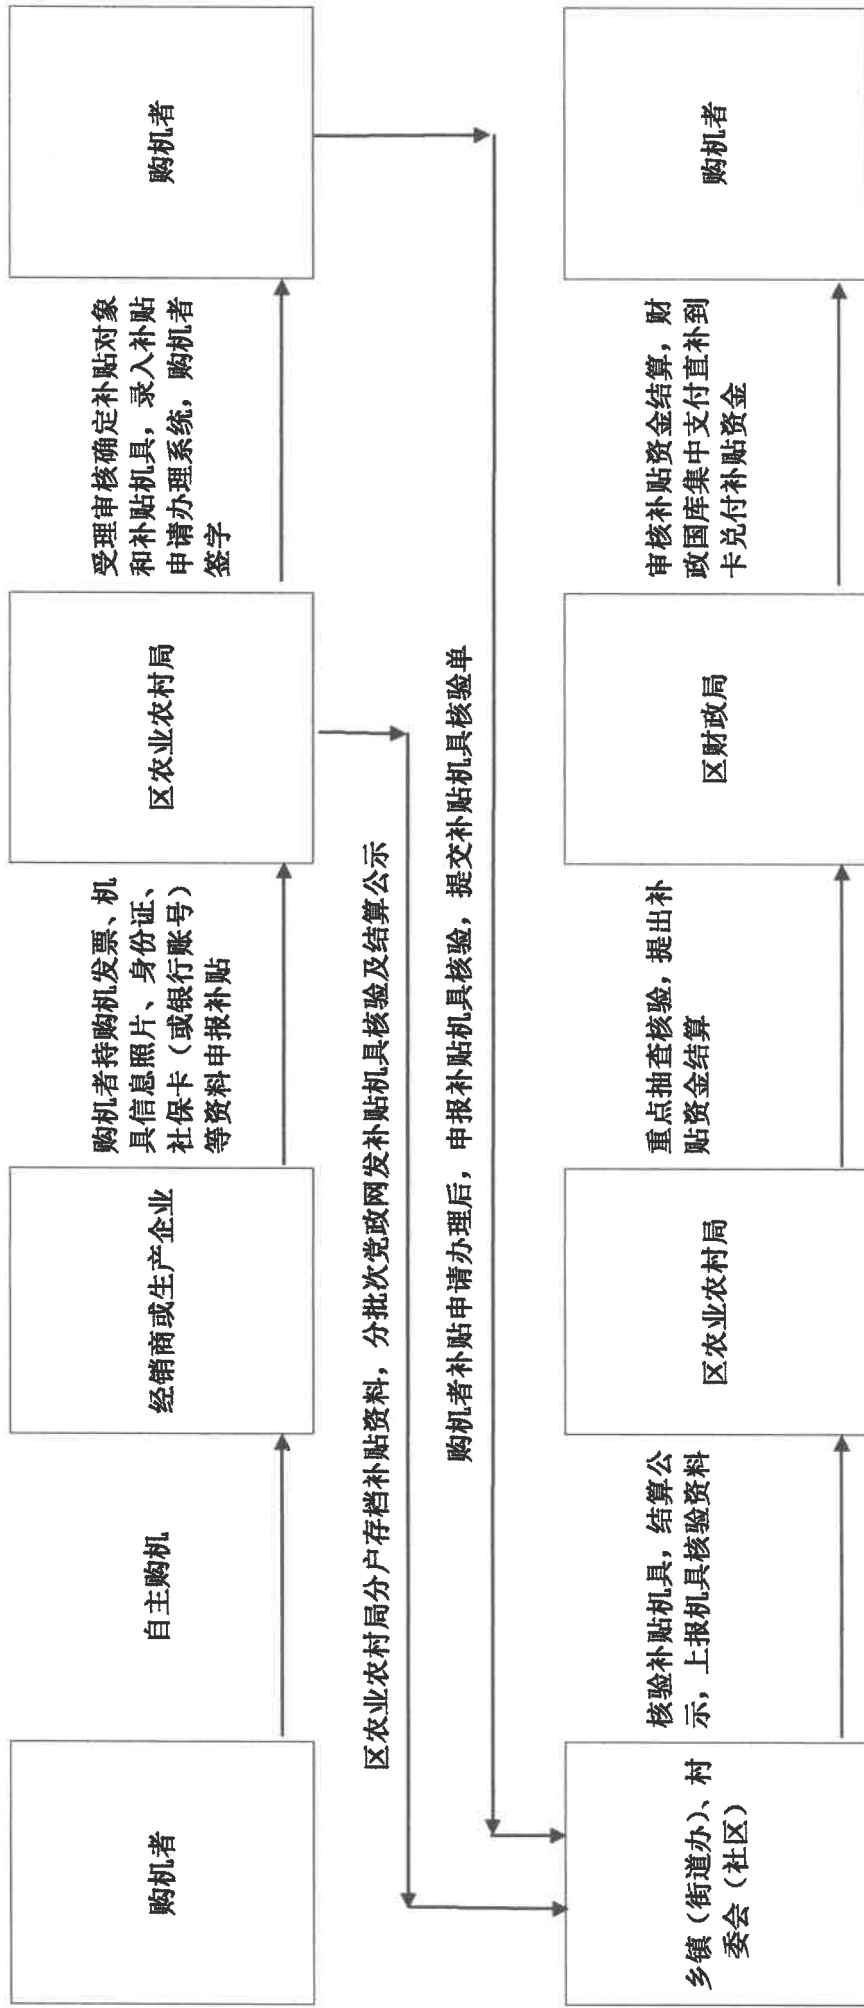 购机者
自主购机
经销商或生产企业
购机者持购机发票、机
具信息照片、身份证、
社保卡（或银行账号）
等资料申报补贴
区农业农村局
受理审核确定补贴对象
和补贴机具，录入补贴
申请办理系统，购机者
签字
购机者
区农业农村局分户存档补贴资料，分批次党政网发补贴机具核验及结算公示
购机者补贴申请办理后，申报补贴机具核验，提交补贴机具核验单
乡镇（街道办）、村
委会（社区）
核验补贴机具，结算公
示，上报机具核验资料
区农业农村局
重点抽查核验，提出补
贴资金结算
区财政局
审核补贴资金结算，财
政国库集中支付直补到
卡兑付补贴资金
购机者